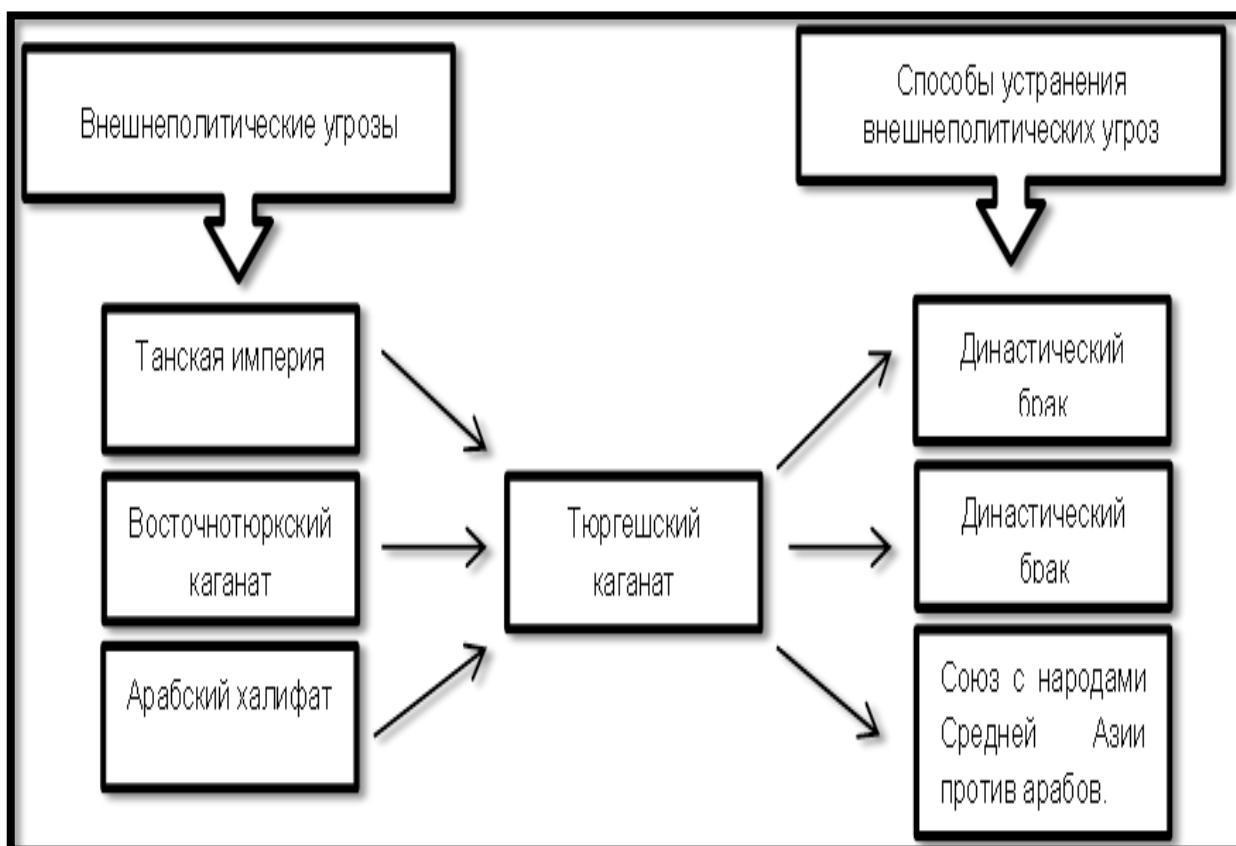 Внешнеполитические угрозы
Способы устранения
внешнеполитических угроз
Танская империя
Восточнотюркский
каганат
Арабский халифат
Тюргешский
каганат
Династический
брак
Династический
брак
Союз с народами
Средней Азии
против арабов.